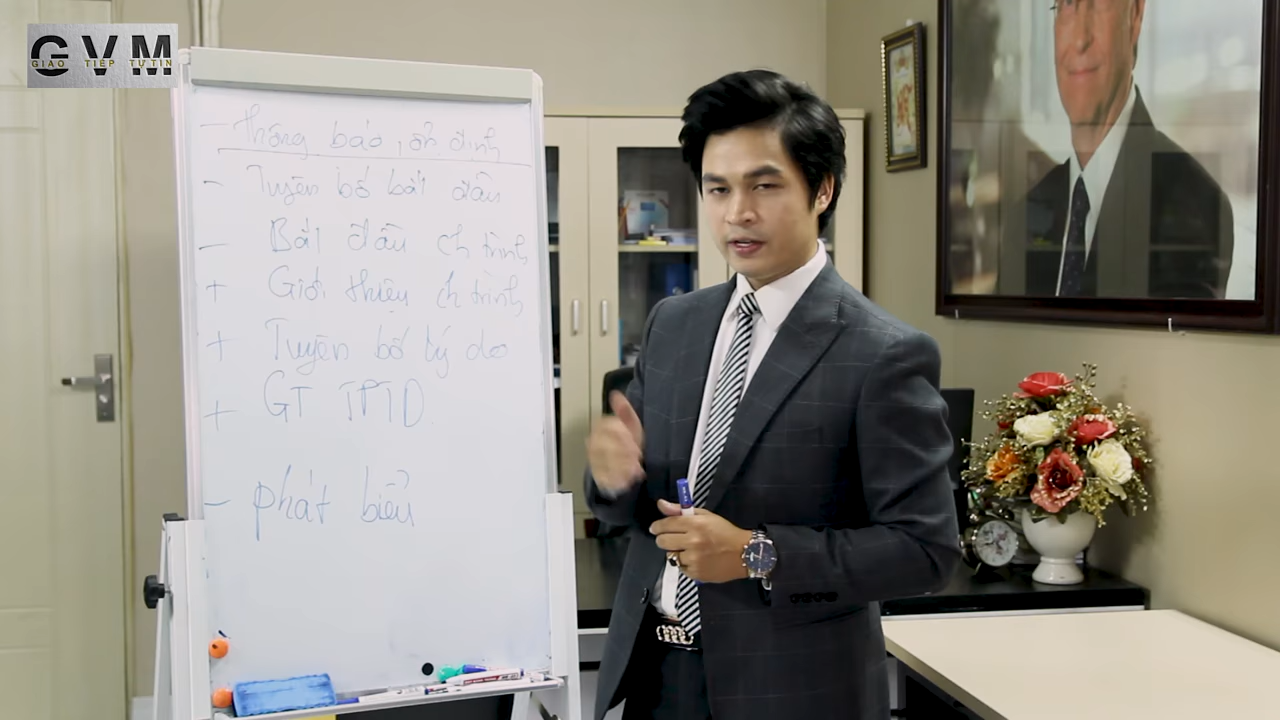 GVM
GIAO TIẾP TỰ TIN
- Thông báo, ổn định
- Tuyên bố bắt đầu
- Bắt đầu ch trình
+ Giới thiệu ch trình
+ Tuyên bố lý do
+ GT TPTD
- phát biểu